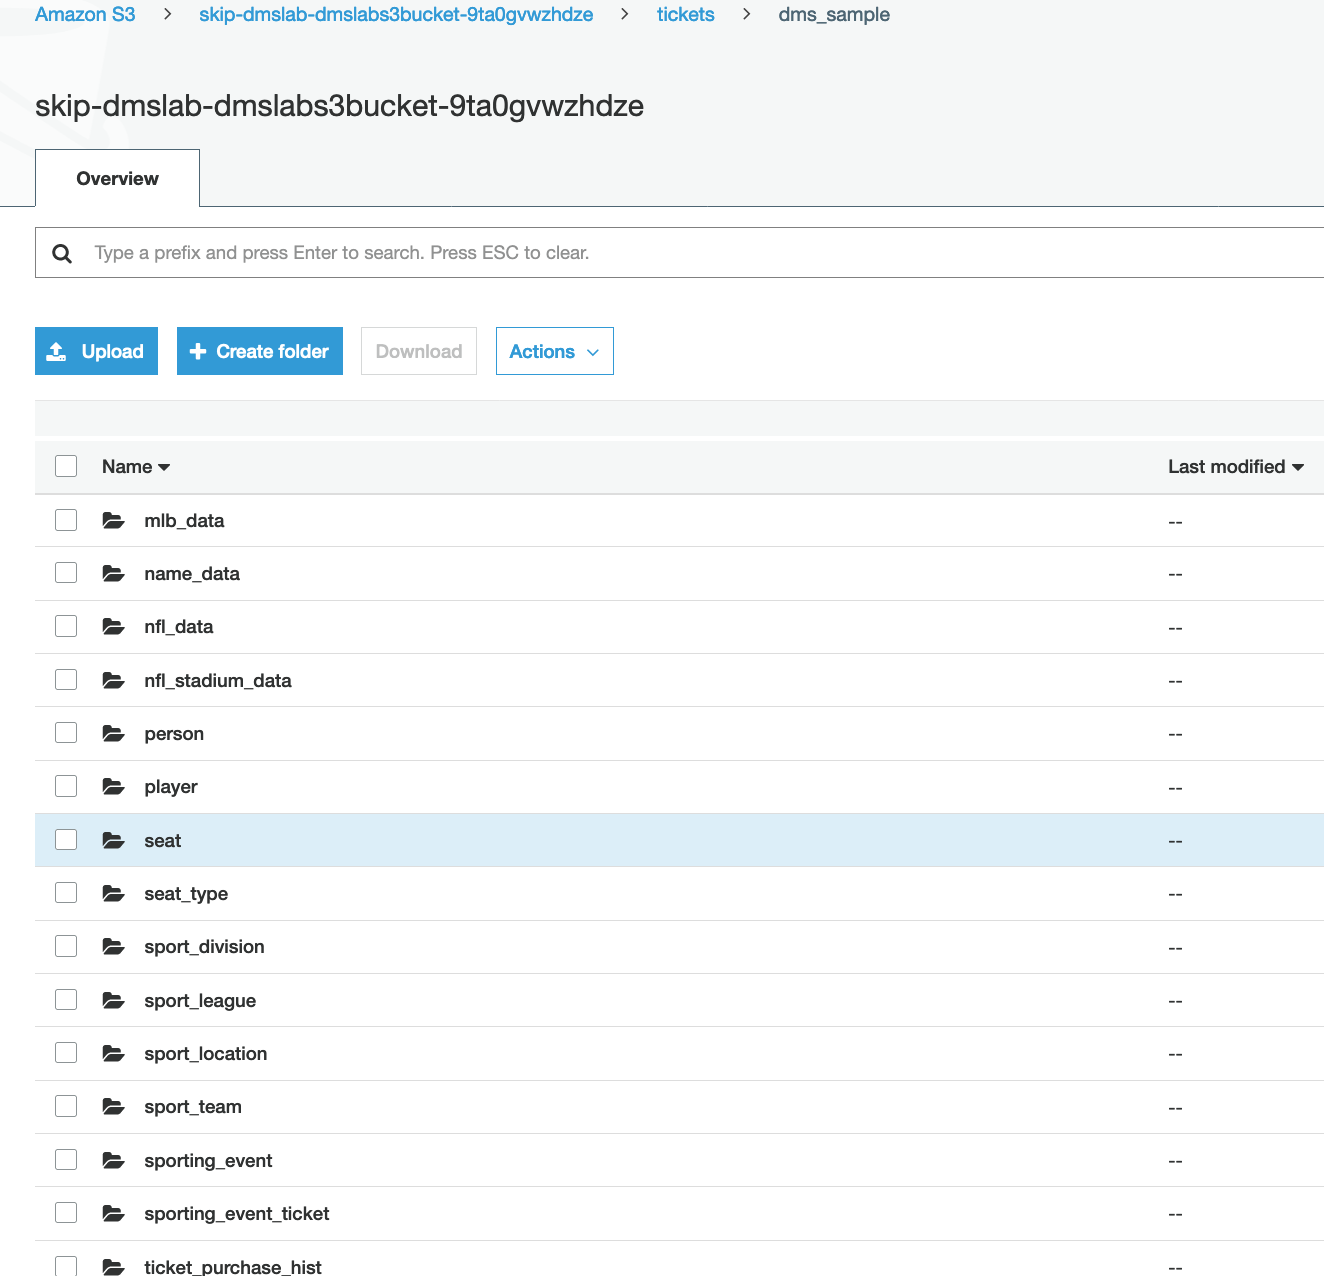 Amazon S3 > skip-dmslab-dmslabs3bucket-9ta0gvwzhdze > tickets > dms_sample
skip-dmslab-dmslabs3bucket-9ta0gvwzhdze
Overview
Type a prefix and press Enter to search. Press ESC to clear.
Upload Create folder Download Actions
Name Last modified
mlb_data --
name_data --
nfl_data --
nfl_stadium_data --
person --
player --
seat --
seat_type --
sport_division --
sport_league --
sport_location --
sport_team --
sporting_event --
sporting_event_ticket --
ticket_purchase_hist --